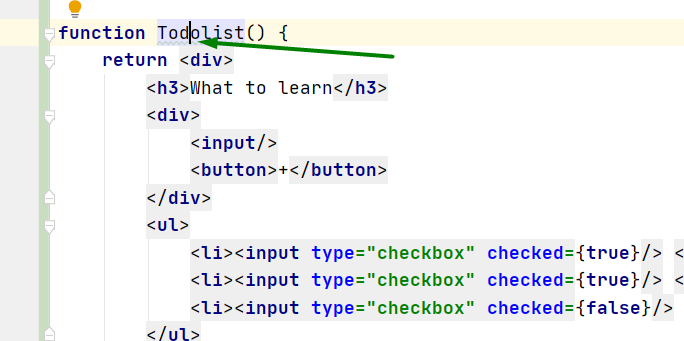 function Todolist() {
return <div>
<h3>What to learn</h3>
<div>
<input/>
<button>+</button>
</div>
<ul>
<li><input type="checkbox" checked={true}/> <
<li><input type="checkbox" checked={true}/> <
<li><input type="checkbox" checked={false}/>
</ul>